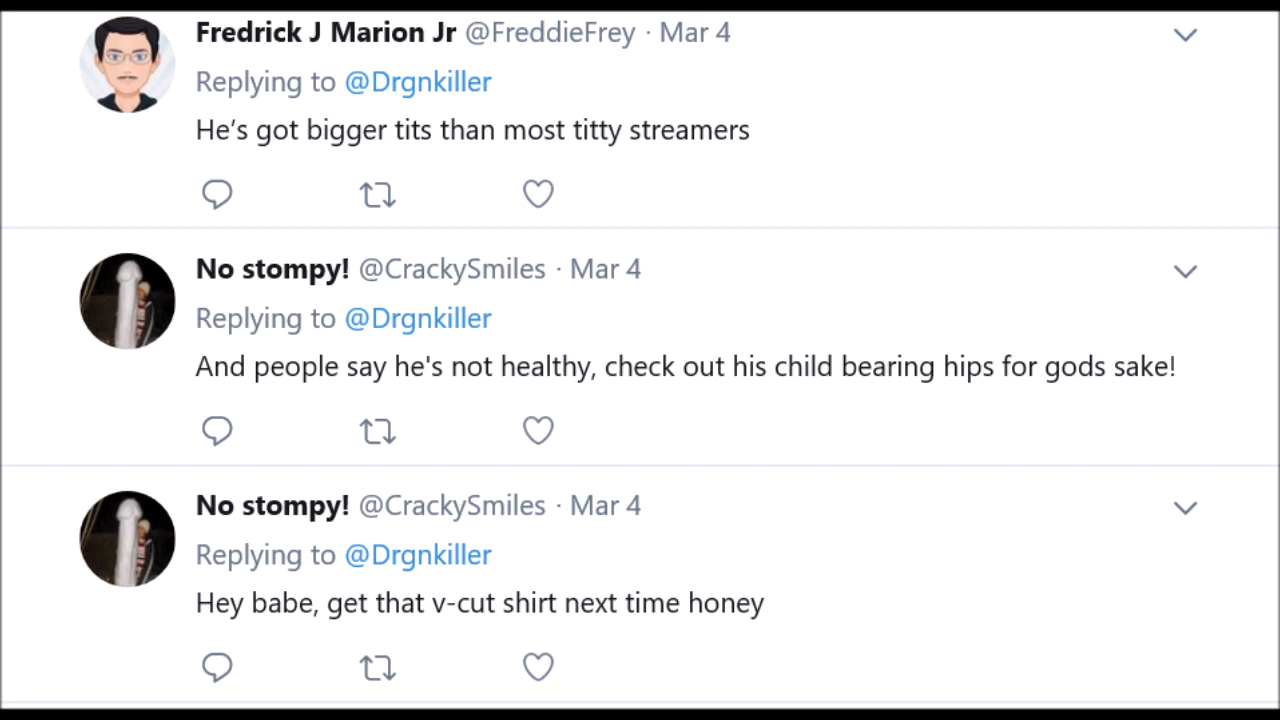 Fredrick J Marion Jr @FreddieFrey · Mar 4
Replying to @Drgnkiller
He’s got bigger tits than most titty streamers
No stompy! @CrackySmiles · Mar 4
Replying to @Drgnkiller
And people say he's not healthy, check out his child bearing hips for gods sake!
No stompy! @CrackySmiles · Mar 4
Replying to @Drgnkiller
Hey babe, get that v-cut shirt next time honey